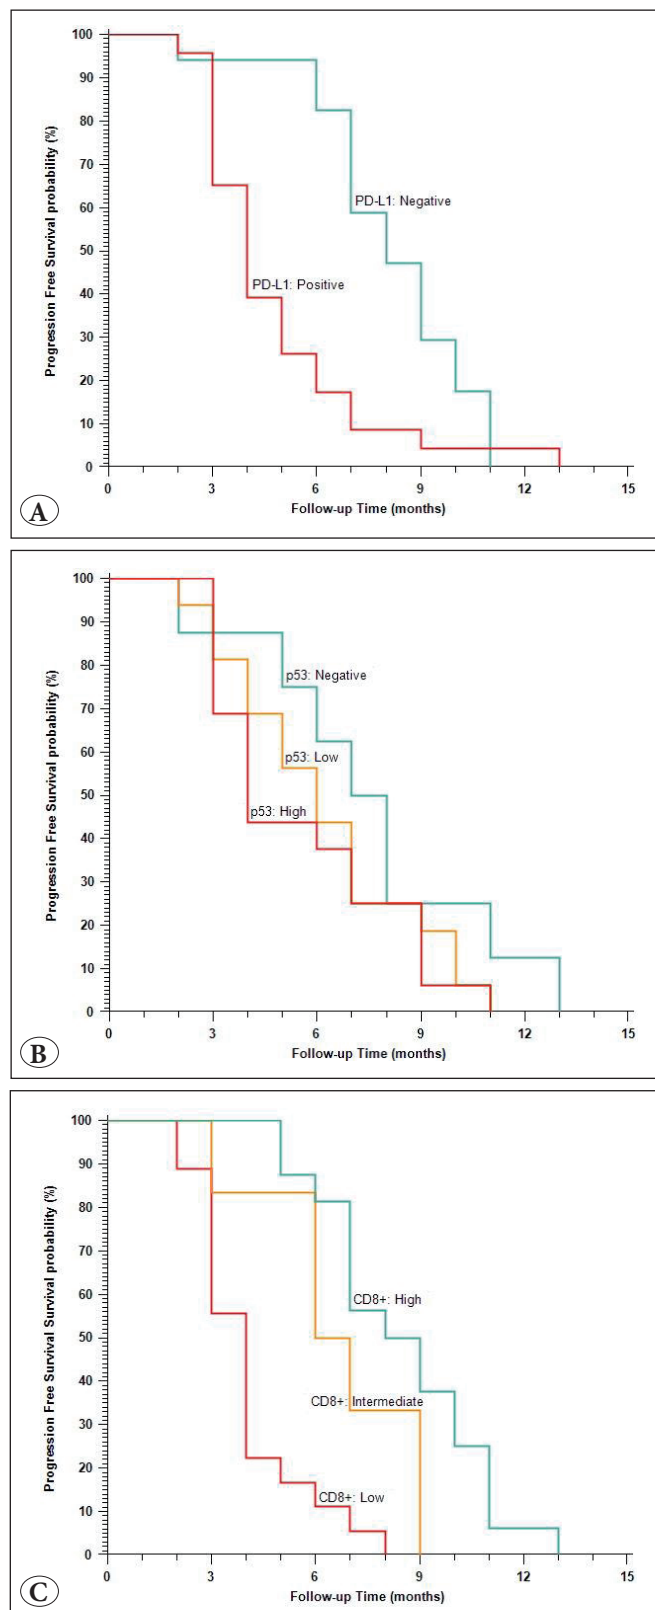 Progression Free Survival probability (%)
100
90
80
70
60
50
40
30
20
10
0
PD-L1: Negative
PD-L1: Positive
0 3 6 9 12 15
Follow-up Time (months)
A
Progression Free Survival probability (%)
100
90
80
70
60
50
40
30
20
10
0
p53: Negative
p53: Low
p53: High
0 3 6 9 12 15
Follow-up Time (months)
B
Progression Free Survival Survival probability (%)
100
90
80
70
60
50
40
30
20
10
0
CD8+: High
CD8+: Intermediate
CD8+: Low
0 3 6 9 12 15
Follow-up Time (months)
C